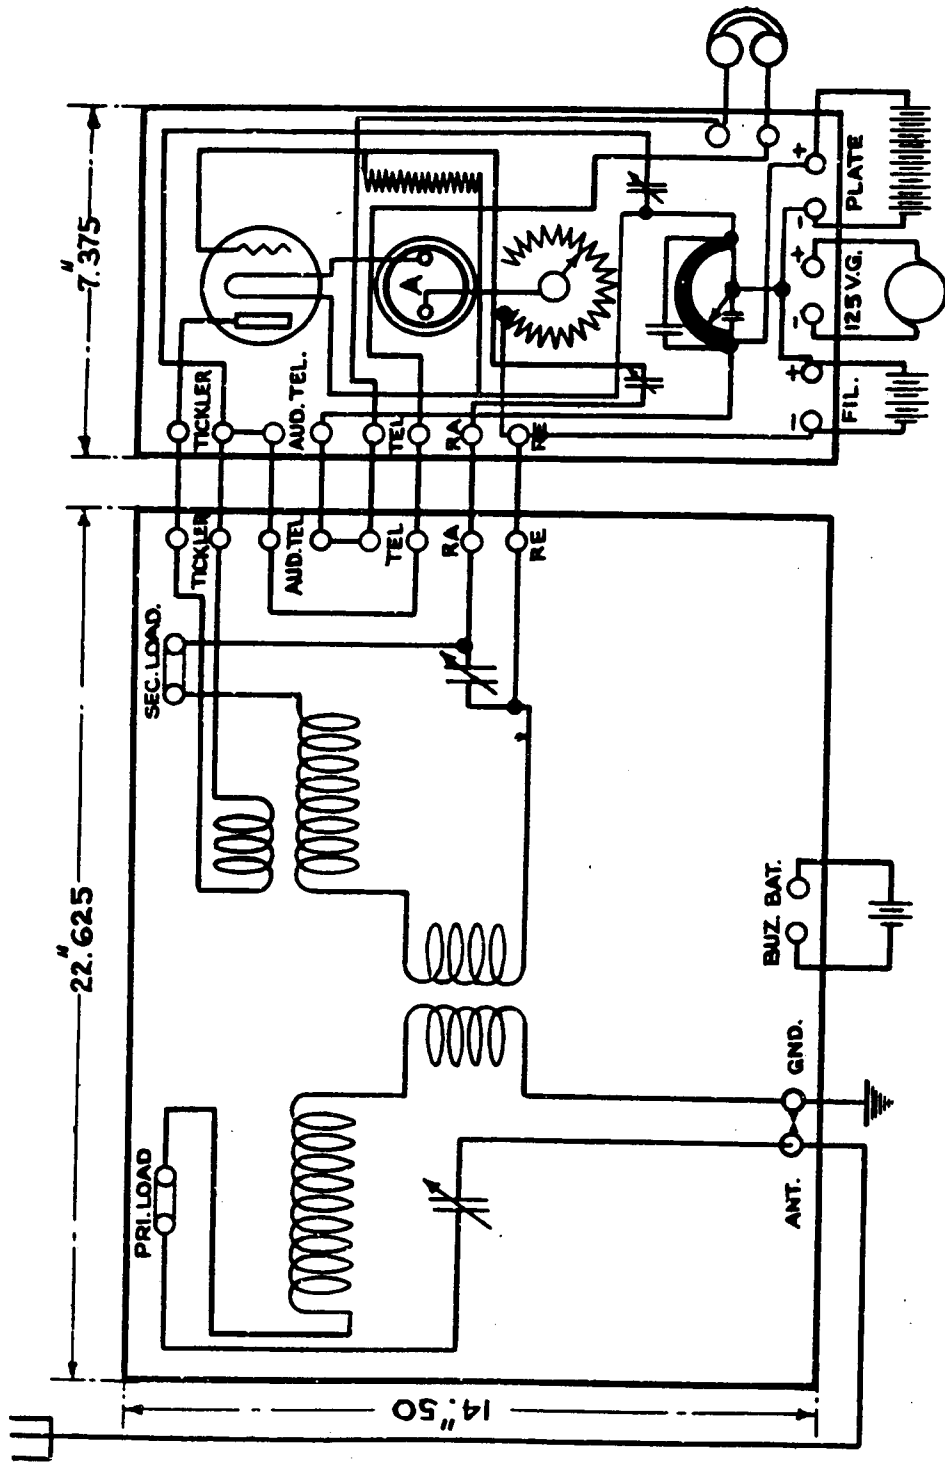 22".625
7".375
14".50
PRI. LOAD
SEC. LOAD.
TICKLER
AUD. TEL
TEL
RA
RE
TICKLER
AUD. TEL.
TEL
RA
RE
A
ANT.
GND.
BUZ. BAT.
- +
FIL.
- +
125 V.G.
- +
PLATE